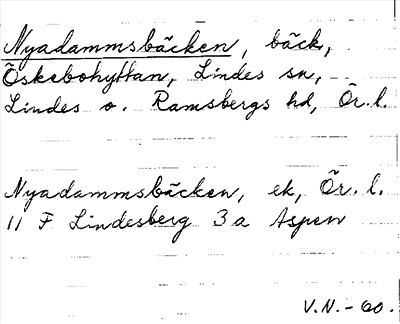 Nyadammsbäcken, bäck,
Öskebohyttan, Lindes sn,
Lindes o. Ramsbergs hd, Ör. l.
Nyadammsbäcken, ek, Ör. l.
11 F Lindesberg 3 a Aspen
V.N. - 60.